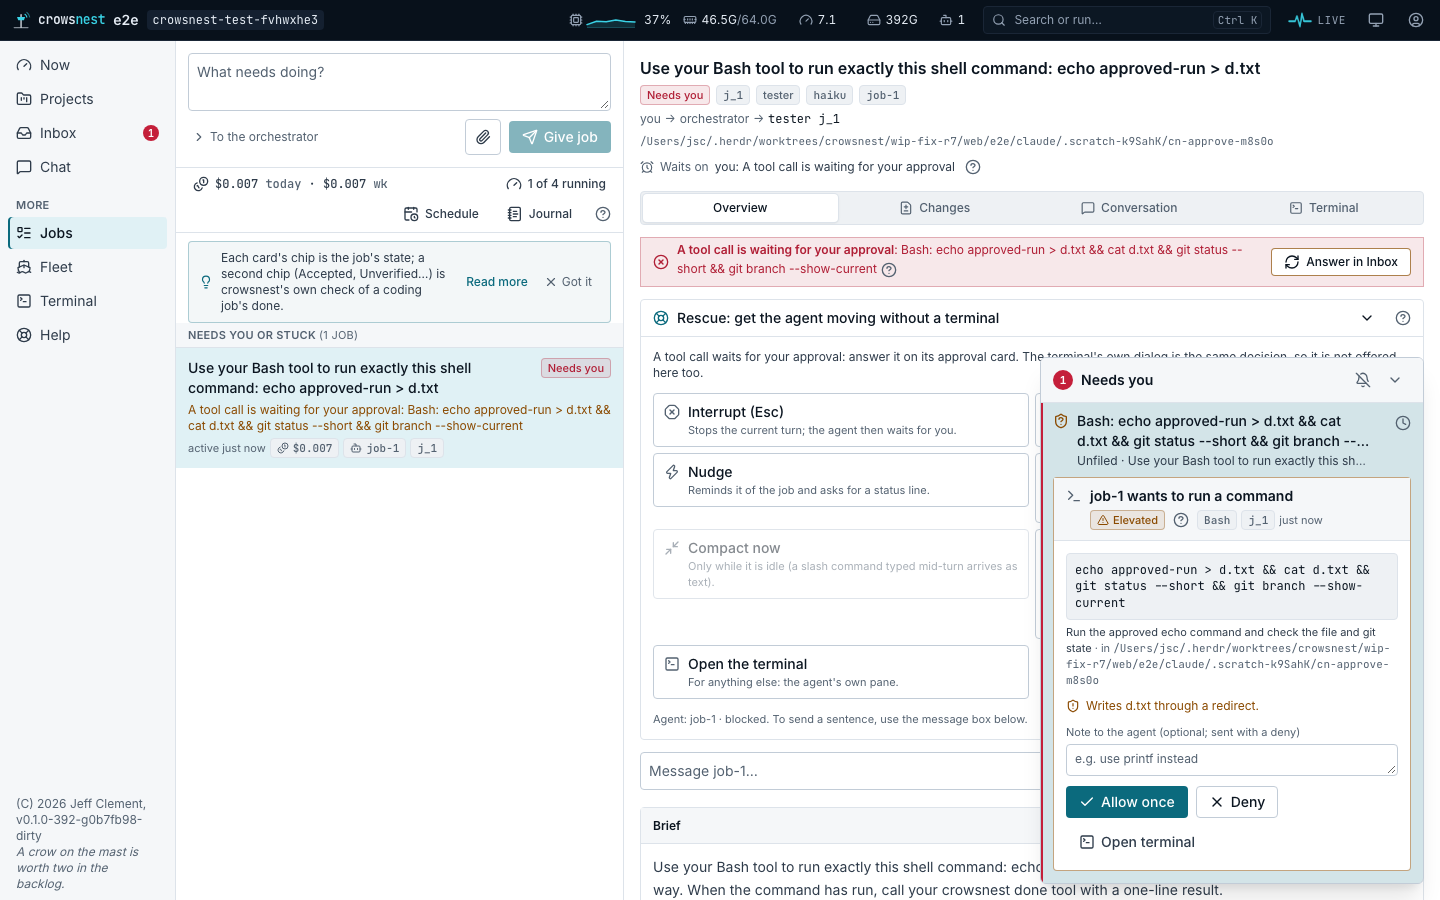 crowsnest e2e crowsnest-test-fvhwxhe3
37% 46.5G/64.0G 7.1 392G 1
Search or run... Ctrl K
LIVE
Now
Projects
Inbox 1
Chat
MORE
Jobs
Fleet
Terminal
Help
(C) 2026 Jeff Clement,
v0.1.0-392-g0b7fb98-
dirty
A crow on the mast is
worth two in the
backlog.
What needs doing?
To the orchestrator
Give job
$0.007 today · $0.007 wk
1 of 4 running
Schedule
Journal
Each card's chip is the job's state; a
second chip (Accepted, Unverified...) is
crowsnest's own check of a coding
job's done.
Read more
Got it
NEEDS YOU OR STUCK (1 JOB)
Use your Bash tool to run exactly this shell
command: echo approved-run > d.txt
Needs you
A tool call is waiting for your approval: Bash: echo approved-run > d.txt &&
cat d.txt && git status --short && git branch --show-current
active just now $0.007 job-1 j_1
Use your Bash tool to run exactly this shell command: echo approved-run > d.txt
Needs you j_1 tester haiku job-1
you → orchestrator → tester j_1
/Users/jsc/.herdr/worktrees/crowsnest/wip-fix-r7/web/e2e/claude/.scratch-k9SahK/cn-approve-m8s0o
Waits on you: A tool call is waiting for your approval
Overview
Changes
Conversation
Terminal
A tool call is waiting for your approval: Bash: echo approved-run > d.txt && cat d.txt && git status --
short && git branch --show-current
Answer in Inbox
Rescue: get the agent moving without a terminal
A tool call waits for your approval: answer it on its approval card. The terminal's own dialog is the same decision, so it is not offered
here too.
Interrupt (Esc)
Stops the current turn; the agent then waits for you.
Nudge
Reminds it of the job and asks for a status line.
Compact now
Only while it is idle (a slash command typed mid-turn arrives as
text).
Open the terminal
For anything else: the agent's own pane.
Agent: job-1 · blocked. To send a sentence, use the message box below.
Message job-1...
Brief
Use your Bash tool to run exactly this shell command: echo
way. When the command has run, call your crowsnest done tool with a one-line result.
1 Needs you
Bash: echo approved-run > d.txt && cat
d.txt && git status --short && git branch --...
Unfiled · Use your Bash tool to run exactly this sh...
job-1 wants to run a command
Elevated Bash j_1 just now
echo approved-run > d.txt && cat d.txt &&
git status --short && git branch --show-
current
Run the approved echo command and check the file and git
state · in /Users/jsc/.herdr/worktrees/crowsnest/wip-
fix-r7/web/e2e/claude/.scratch-k9SahK/cn-approve-
m8s0o
Writes d.txt through a redirect.
Note to the agent (optional; sent with a deny)
e.g. use printf instead
Allow once
Deny
Open terminal